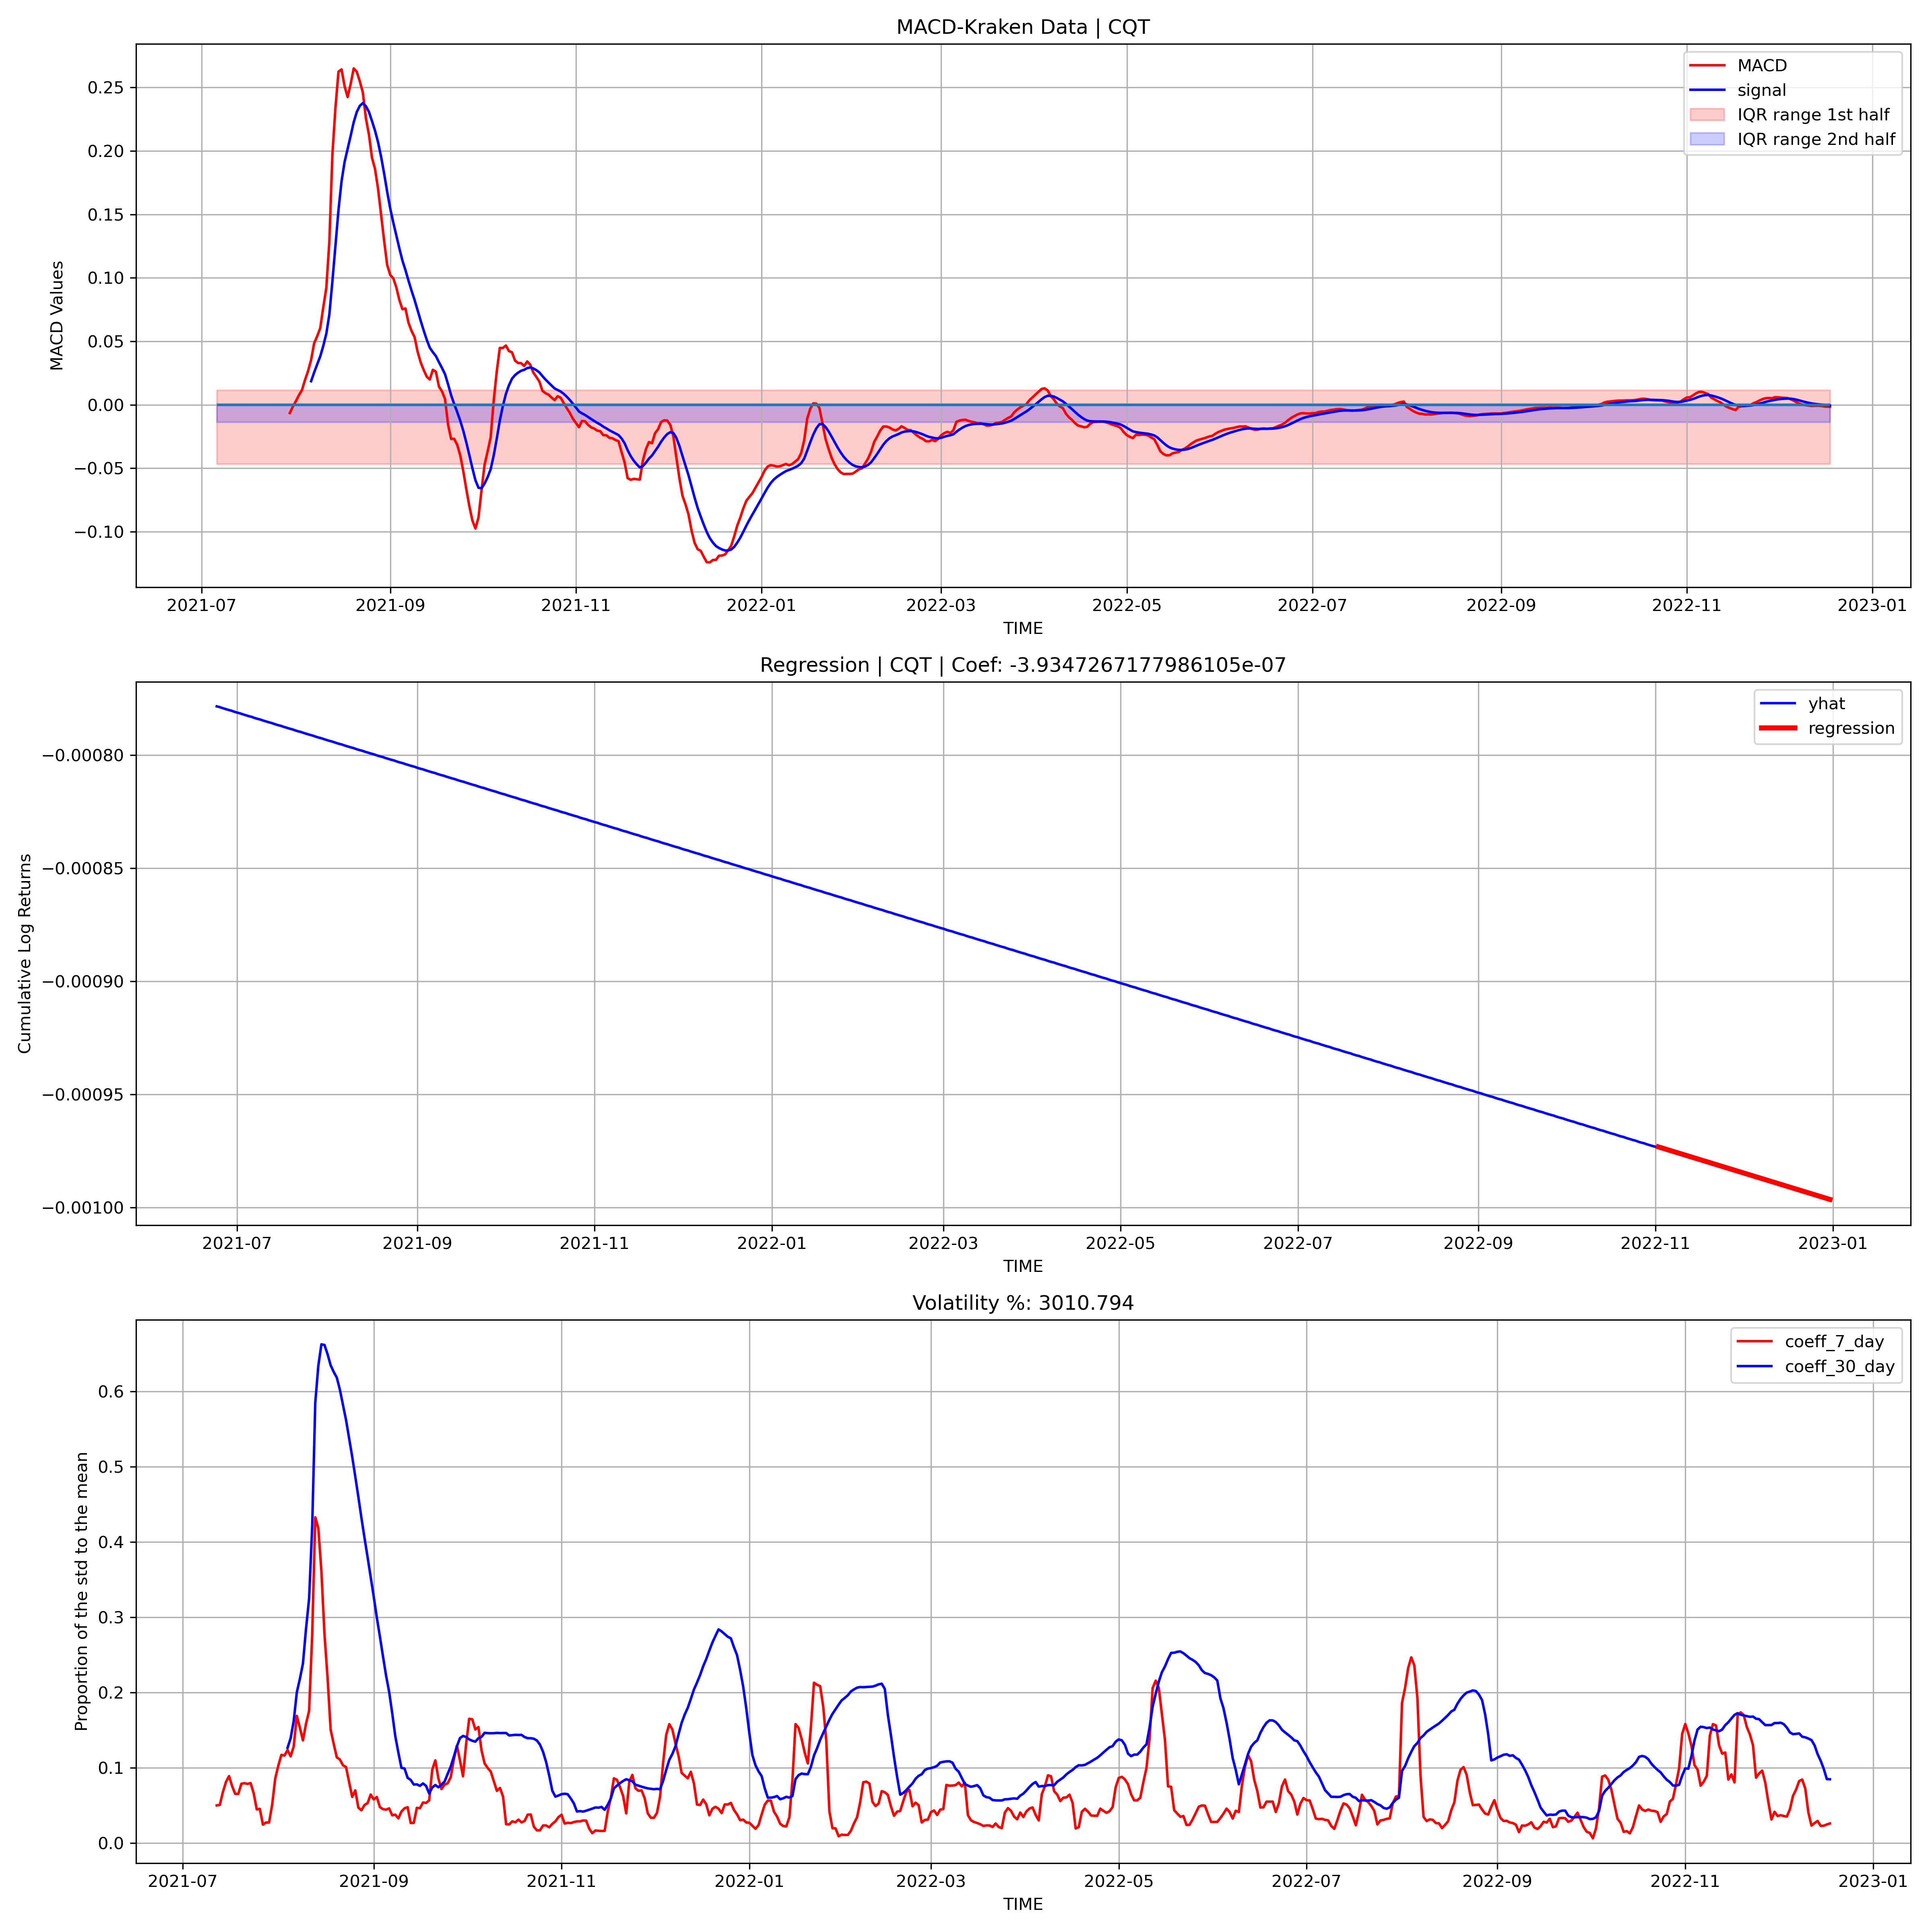 MACD-Kraken Data | CQT
MACD
signal
IQR range 1st half
IQR range 2nd half
MACD Values
0.25
0.20
0.15
0.10
0.05
0.00
−0.05
−0.10
2021-07 2021-09 2021-11 2022-01 2022-03 2022-05 2022-07 2022-09 2022-11 2023-01
TIME
Regression | CQT | Coef: -3.9347267177986105e-07
yhat
regression
Cumulative Log Returns
−0.00080
−0.00085
−0.00090
−0.00095
−0.00100
2021-07 2021-09 2021-11 2022-01 2022-03 2022-05 2022-07 2022-09 2022-11 2023-01
TIME
Volatility %: 3010.794
coeff_7_day
coeff_30_day
Proportion of the std to the mean
0.6
0.5
0.4
0.3
0.2
0.1
0.0
2021-07 2021-09 2021-11 2022-01 2022-03 2022-05 2022-07 2022-09 2022-11 2023-01
TIME